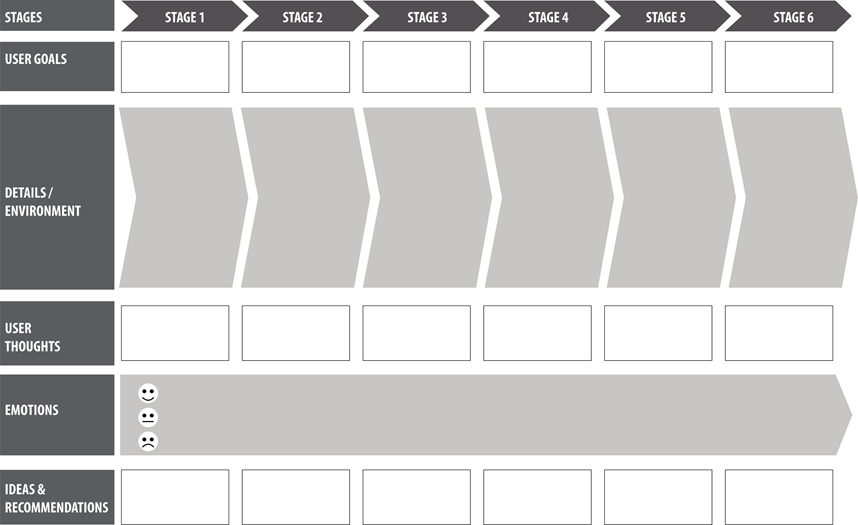 STAGES
STAGE 1
STAGE 2
STAGE 3
STAGE 4
STAGE 5
STAGE 6
USER GOALS
DETAILS /
ENVIRONMENT
USER
THOUGHTS
EMOTIONS
IDEAS &
RECOMMENDATIONS